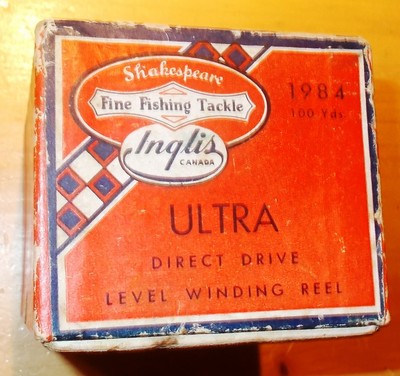 Shakespeare
Fine Fishing Tackle
Inglis
CANADA
1984
100 Yds
ULTRA
DIRECT DRIVE
LEVEL WINDING REEL